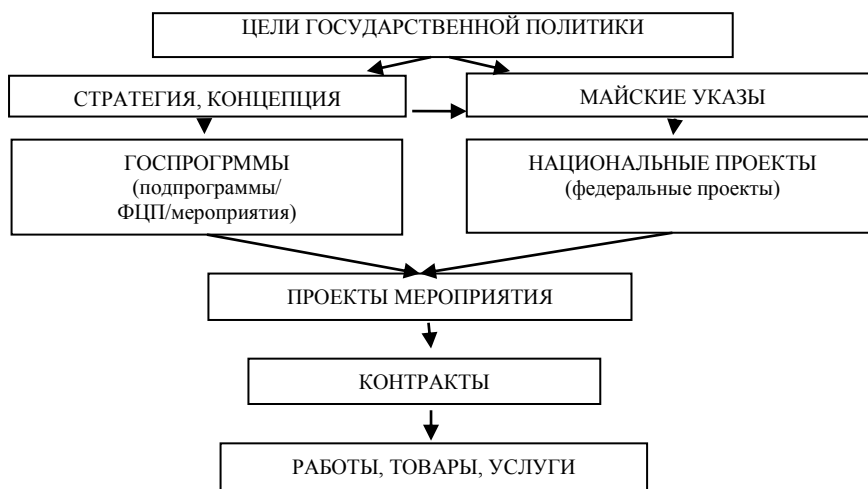 ЦЕЛИ ГОСУДАРСТВЕННОЙ ПОЛИТИКИ
СТРАТЕГИЯ, КОНЦЕПЦИЯ
МАЙСКИЕ УКАЗЫ
ГОСПРОГРММЫ
(подпрограммы/
ФЦП/мероприятия)
НАЦИОНАЛЬНЫЕ ПРОЕКТЫ
(федеральные проекты)
ПРОЕКТЫ МЕРОПРИЯТИЯ
КОНТРАКТЫ
РАБОТЫ, ТОВАРЫ, УСЛУГИ